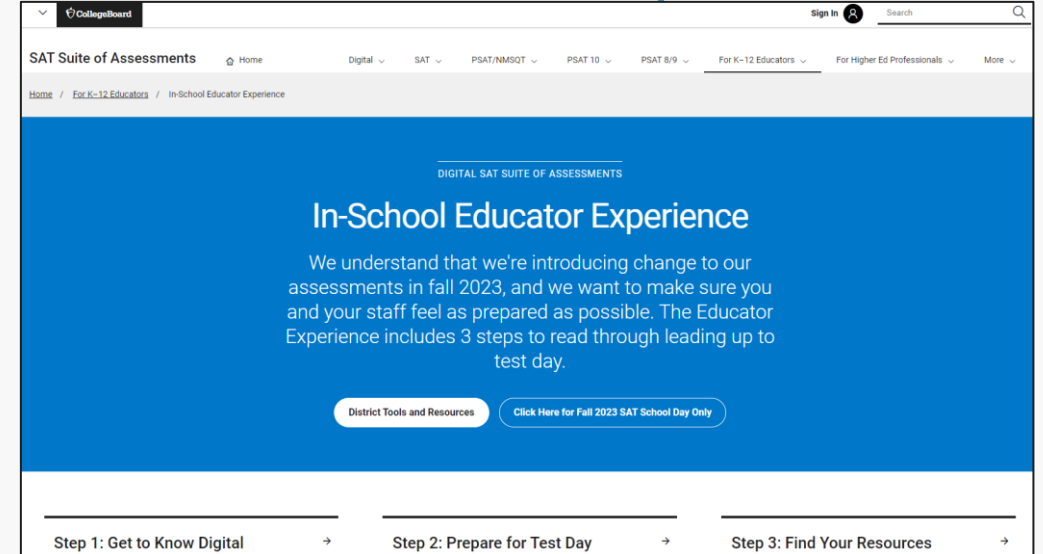 CollegeBoard
Sign In
Search
SAT Suite of Assessments
Home
Digital
SAT
PSAT/NMSQT
PSAT 10
PSAT 8/9
For K–12 Educators
For Higher Ed Professionals
More
Home / For K–12 Educators / In-School Educator Experience
DIGITAL SAT SUITE OF ASSESSMENTS
In-School Educator Experience
We understand that we're introducing change to our
assessments in fall 2023, and we want to make sure you
and your staff feel as prepared as possible. The Educator
Experience includes 3 steps to read through leading up to
test day.
District Tools and Resources
Click Here for Fall 2023 SAT School Day Only
Step 1: Get to Know Digital
Step 2: Prepare for Test Day
Step 3: Find Your Resources